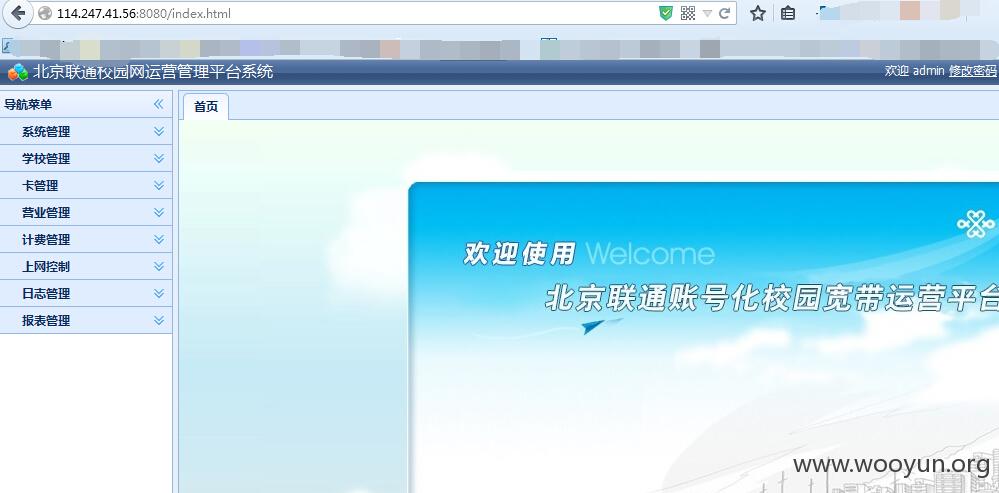 114.247.41.56:8080/index.html
北京联通校园网运营管理平台系统
欢迎 admin 修改密码
导航菜单
首页
系统管理
学校管理
卡管理
营业管理
计费管理
上网控制
日志管理
报表管理
欢迎使用 Welcome
北京联通账号化校园宽带运营平台
www.wooyun.org